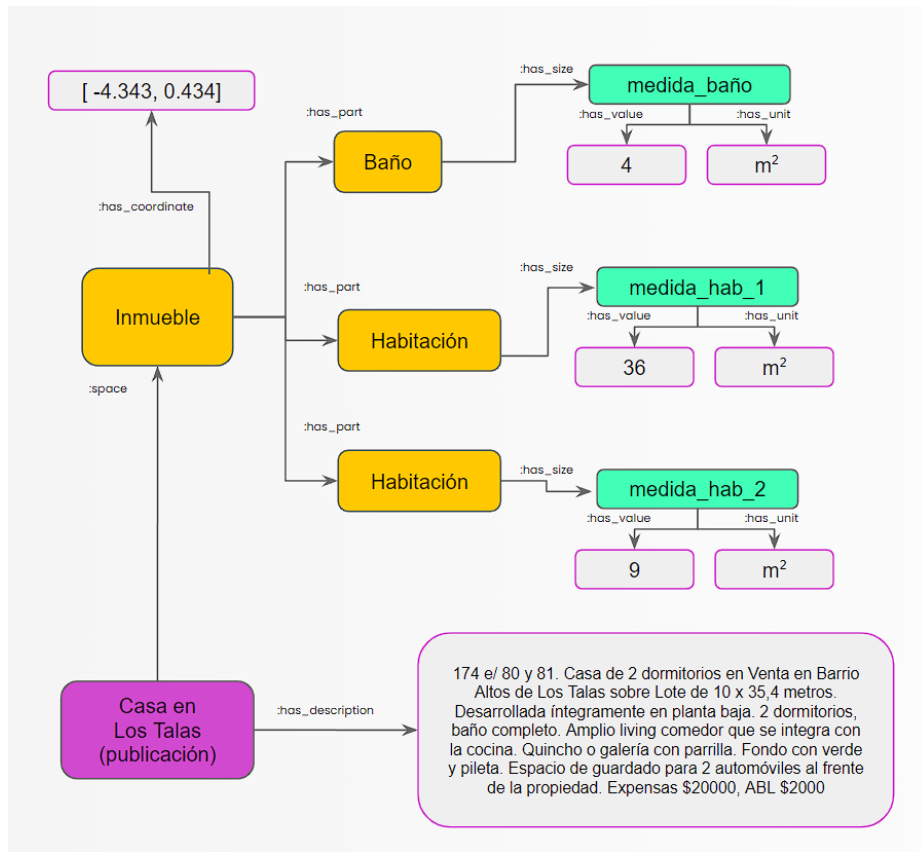 [ -4.343, 0.434]
:has_coordinate
Inmueble
:space
:has_part
Baño
:has_size
medida_baño
:has_value
:has_unit
4
m²
:has_part
Habitación
:has_size
medida_hab_1
:has_value
:has_unit
36
m²
:has_part
Habitación
:has_size
medida_hab_2
:has_value
:has_unit
9
m²
Casa en
Los Talas
(publicación)
:has_description
174 e/ 80 y 81. Casa de 2 dormitorios en Venta en Barrio
Altos de Los Talas sobre Lote de 10 x 35,4 metros.
Desarrollada íntegramente en planta baja. 2 dormitorios,
baño completo. Amplio living comedor que se integra con
la cocina. Quincho o galería con parrilla. Fondo con verde
y pileta. Espacio de guardado para 2 automóviles al frente
de la propiedad. Expensas $20000, ABL $2000